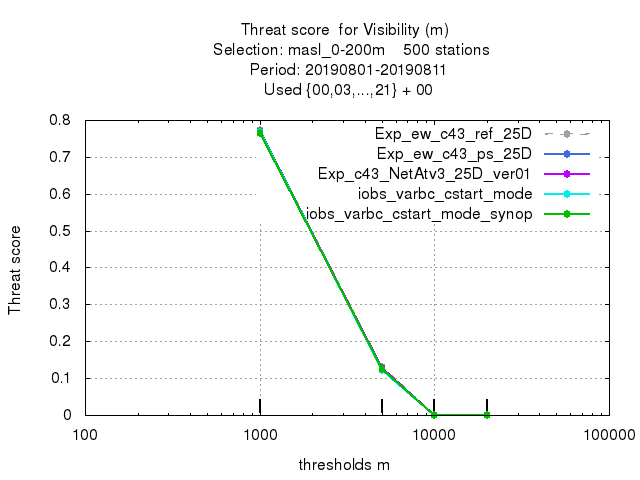 Threat score for Visibility (m)
Selection: masl_0-200m 500 stations
Period: 20190801-20190811
Used {00,03,...,21} + 00
Exp_ew_c43_ref_25D
Exp_ew_c43_ps_25D
Exp_c43_NetAtv3_25D_ver01
iobs_varbc_cstart_mode
iobs_varbc_cstart_mode_synop
Threat score
0.8
0.7
0.6
0.5
0.4
0.3
0.2
0.1
0
100
1000
10000
100000
thresholds m